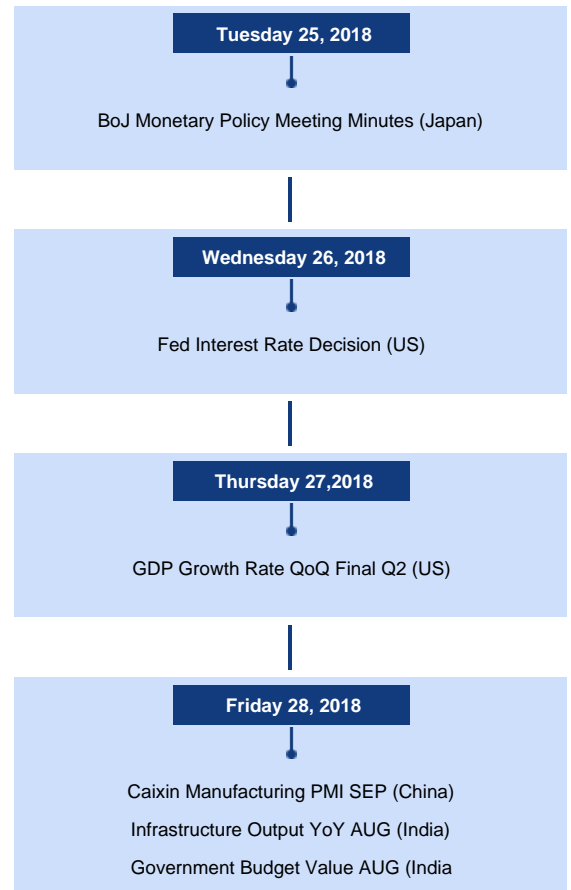 Tuesday 25, 2018
BoJ Monetary Policy Meeting Minutes (Japan)
Wednesday 26, 2018
Fed Interest Rate Decision (US)
Thursday 27,2018
GDP Growth Rate QoQ Final Q2 (US)
Friday 28, 2018
Caixin Manufacturing PMI SEP (China)
Infrastructure Output YoY AUG (India)
Government Budget Value AUG (India